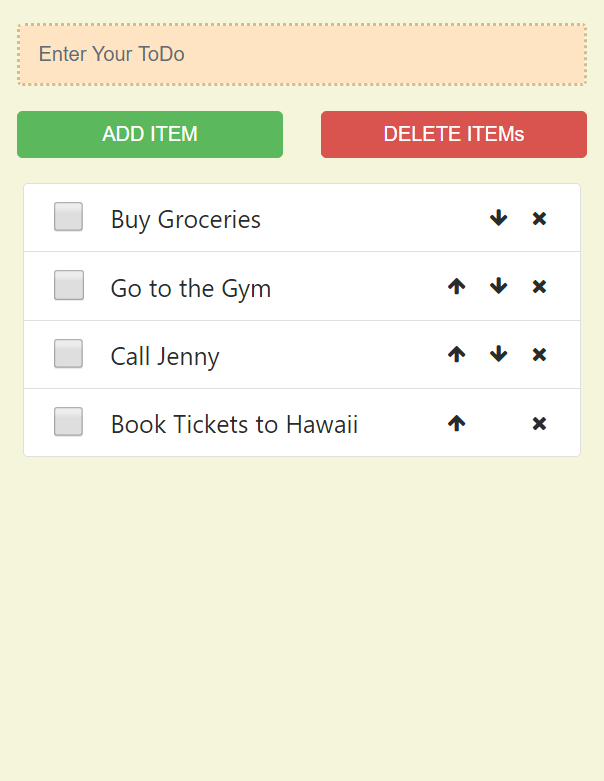 Enter Your ToDo
ADD ITEM
DELETE ITEMs
Buy Groceries
Go to the Gym
Call Jenny
Book Tickets to Hawaii